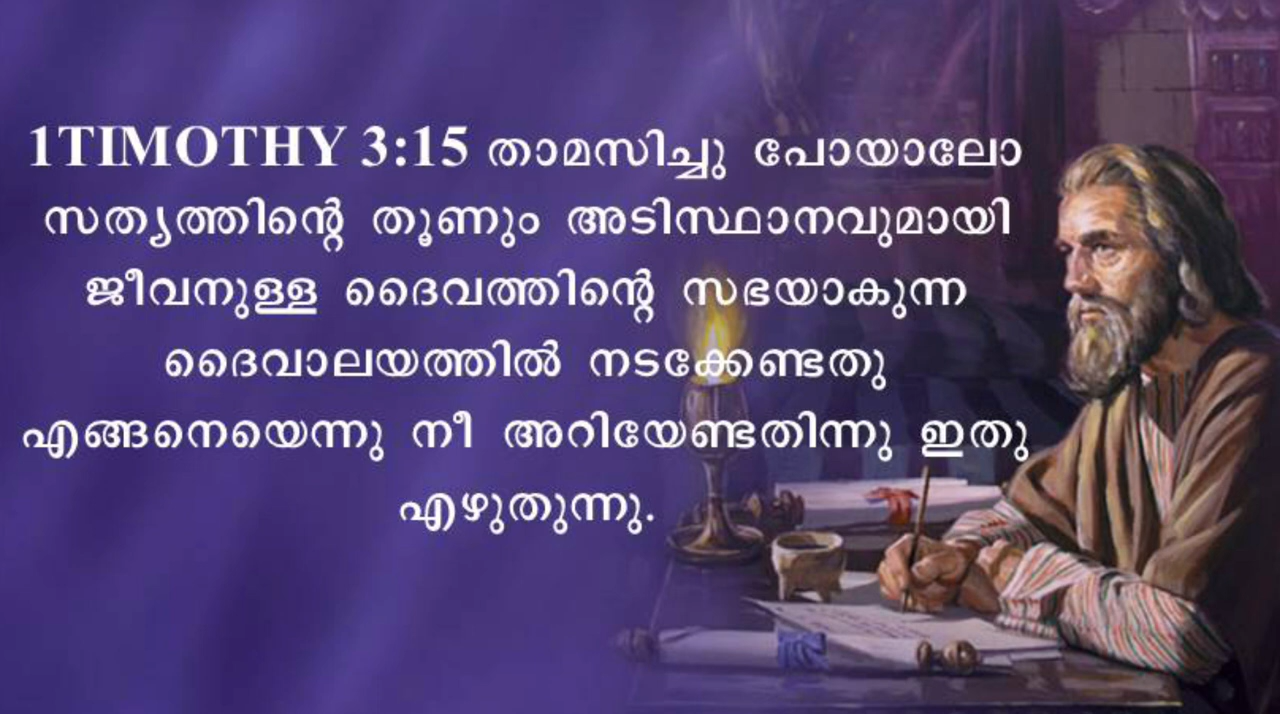 1TIMOTHY 3:15 താമസിച്ചു പോയാലോ
സത്യത്തിന്റെ തൂണും അടിസ്ഥാനവുമായി
ജീവനുള്ള ദൈവത്തിന്റെ സഭയാകുന്ന
ദൈവാലയത്തിൽ നടക്കേണ്ടതു
എങ്ങനെയെന്നു നീ അറിയേണ്ടതിന്നു ഇതു
എഴുതുന്നു.